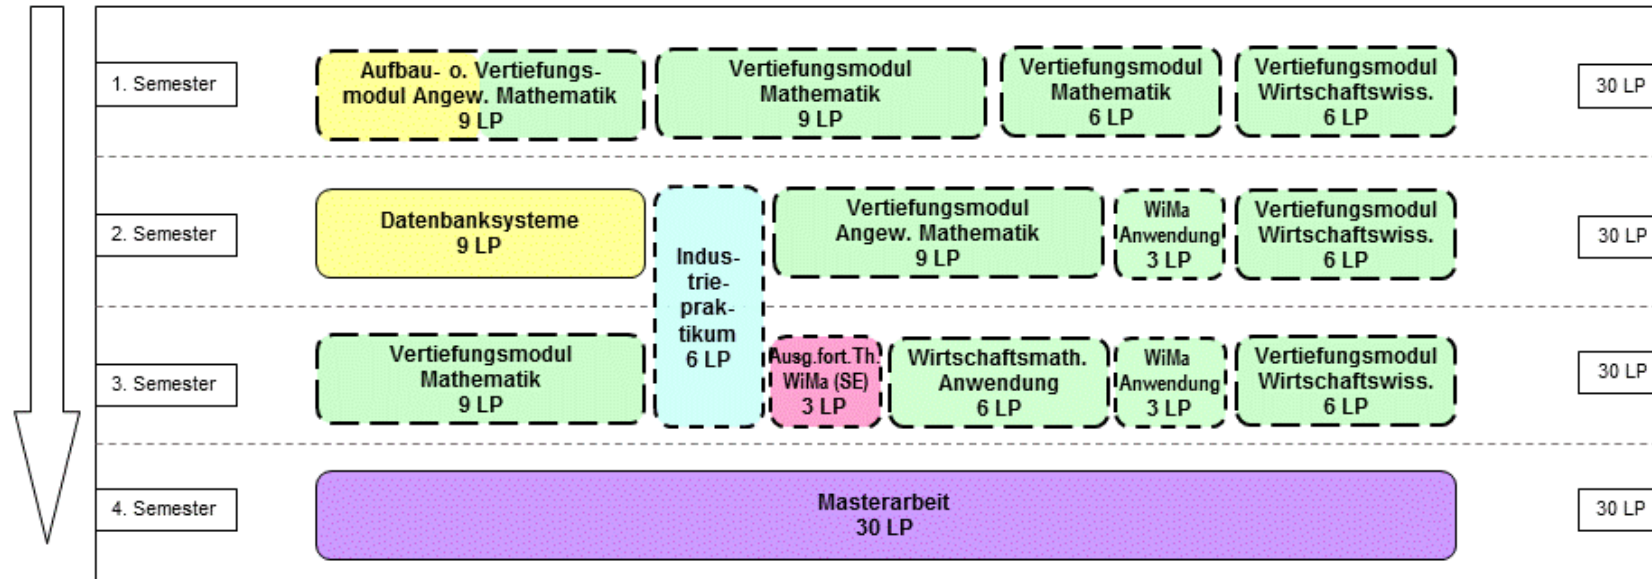 1. Semester
Aufbau- o. Vertiefungs-
modul Angew. Mathematik
9 LP
Vertiefungsmodul
Mathematik
9 LP
Vertiefungsmodul
Mathematik
6 LP
Vertiefungsmodul
Wirtschaftswiss.
6 LP
30 LP
2. Semester
Datenbanksysteme
9 LP
Indus-
trie-
prak-
tikum
6 LP
Vertiefungsmodul
Angew. Mathematik
9 LP
WiMa
Anwendung
3 LP
Vertiefungsmodul
Wirtschaftswiss.
6 LP
30 LP
3. Semester
Vertiefungsmodul
Mathematik
9 LP
Ausg.fort.Th.
WiMa (SE)
3 LP
Wirtschaftsmath.
Anwendung
6 LP
WiMa
Anwendung
3 LP
Vertiefungsmodul
Wirtschaftswiss.
6 LP
30 LP
4. Semester
Masterarbeit
30 LP
30 LP